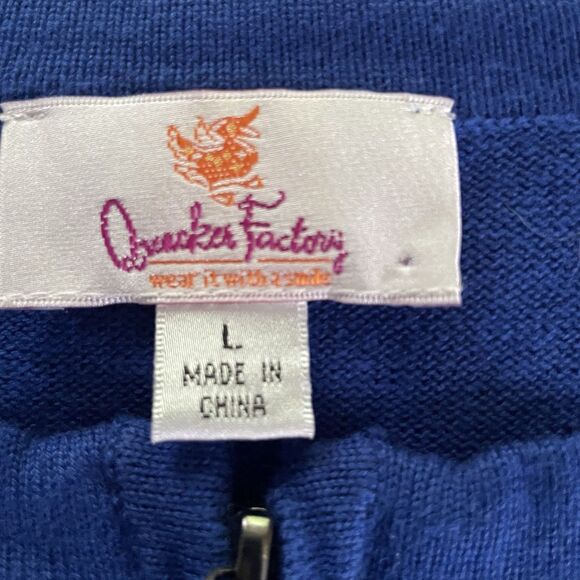 Quacker Factory
wear it with a smile
L
MADE IN
CHINA